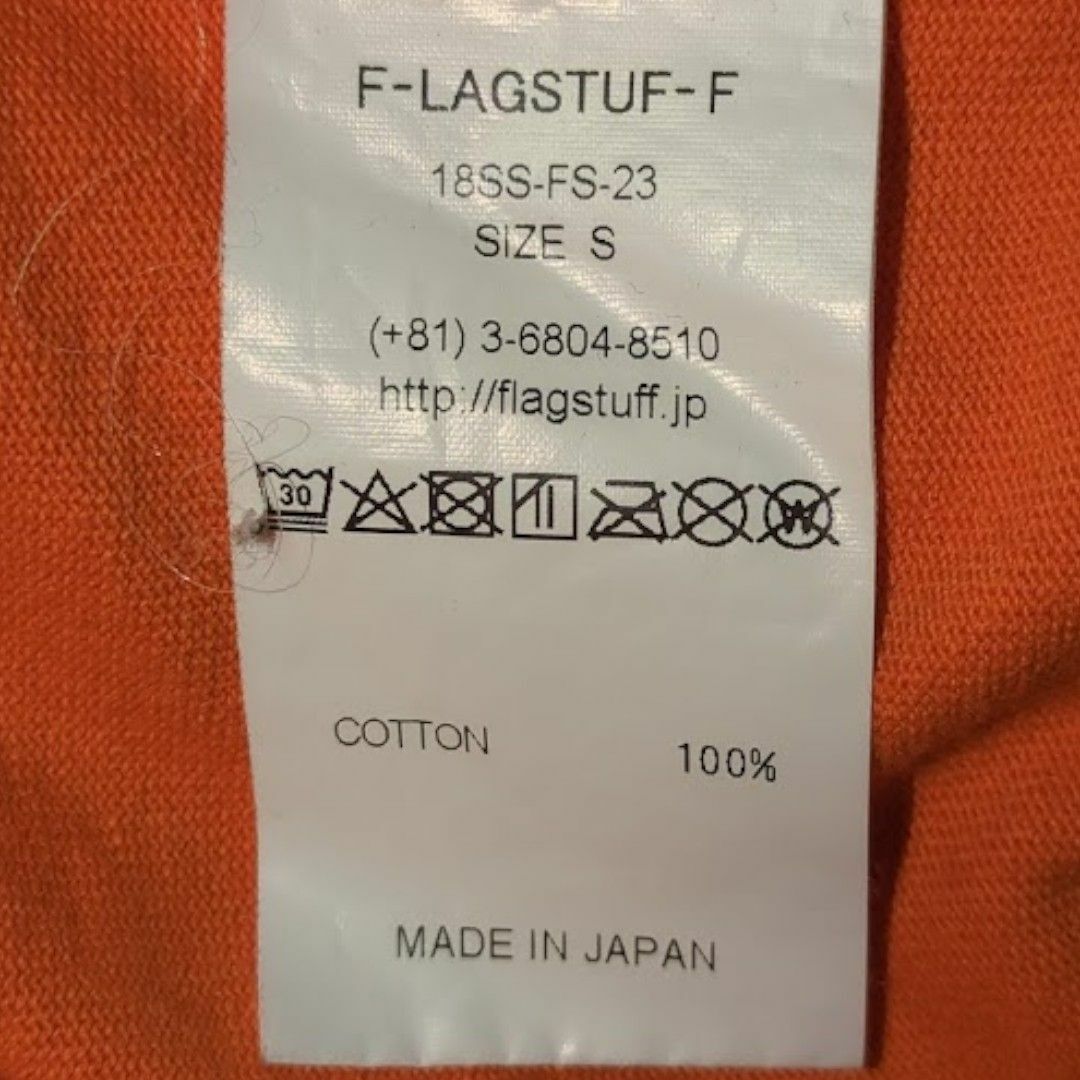 F-LAGSTUF-F
18SS-FS-23
SIZE S
(+81) 3-6804-8510
http://flagstuff.jp
30 W
COTTON 100%
MADE IN JAPAN